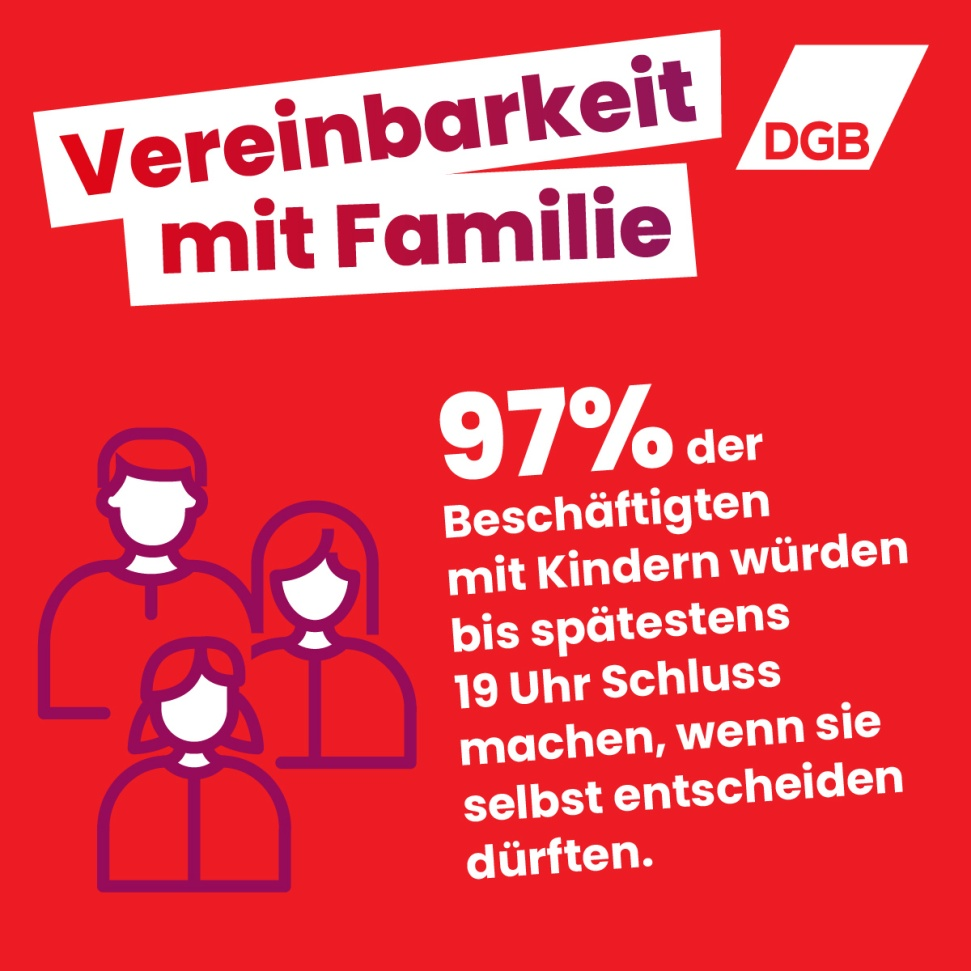 Vereinbarkeit
mit Familie
DGB
97% der
Beschäftigten
mit Kindern würden
bis spätestens
19 Uhr Schluss
machen, wenn sie
selbst entscheiden
dürften.